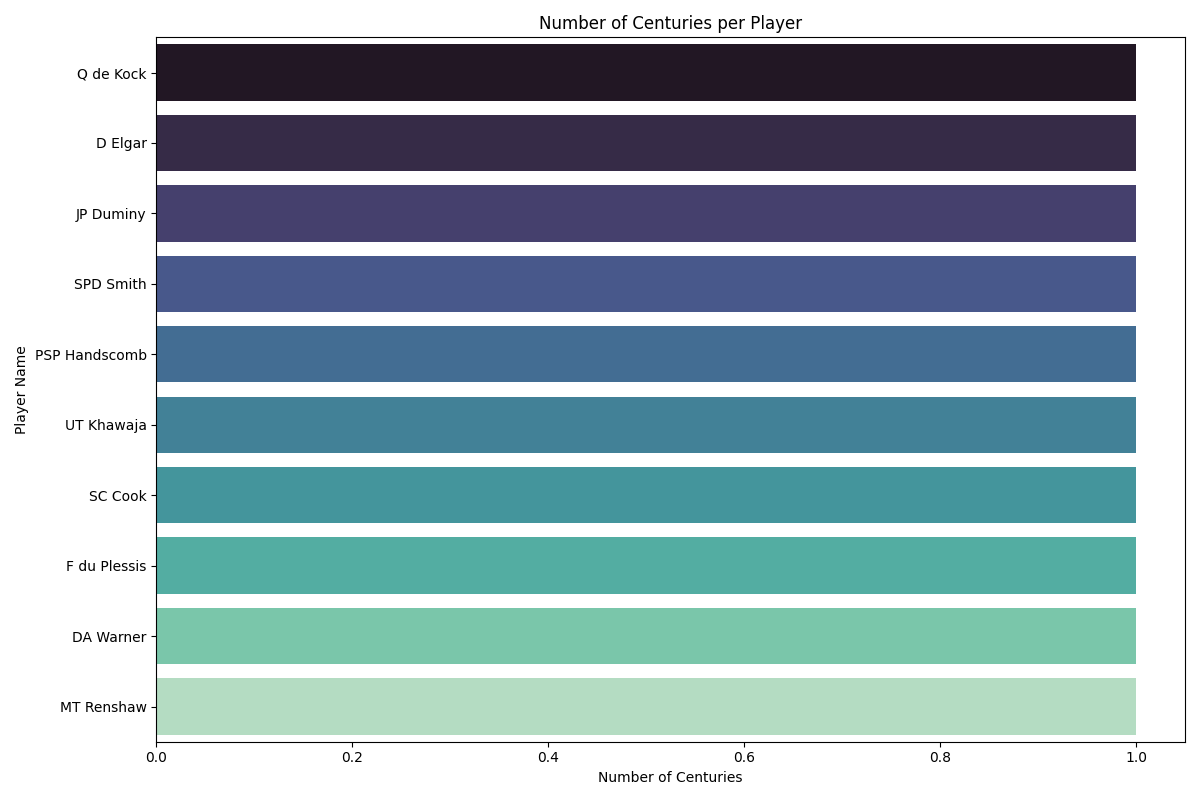 Number of Centuries per Player
Player Name
Q de Kock
D Elgar
JP Duminy
SPD Smith
PSP Handscomb
UT Khawaja
SC Cook
F du Plessis
DA Warner
MT Renshaw
0.0 0.2 0.4 0.6 0.8 1.0
Number of Centuries